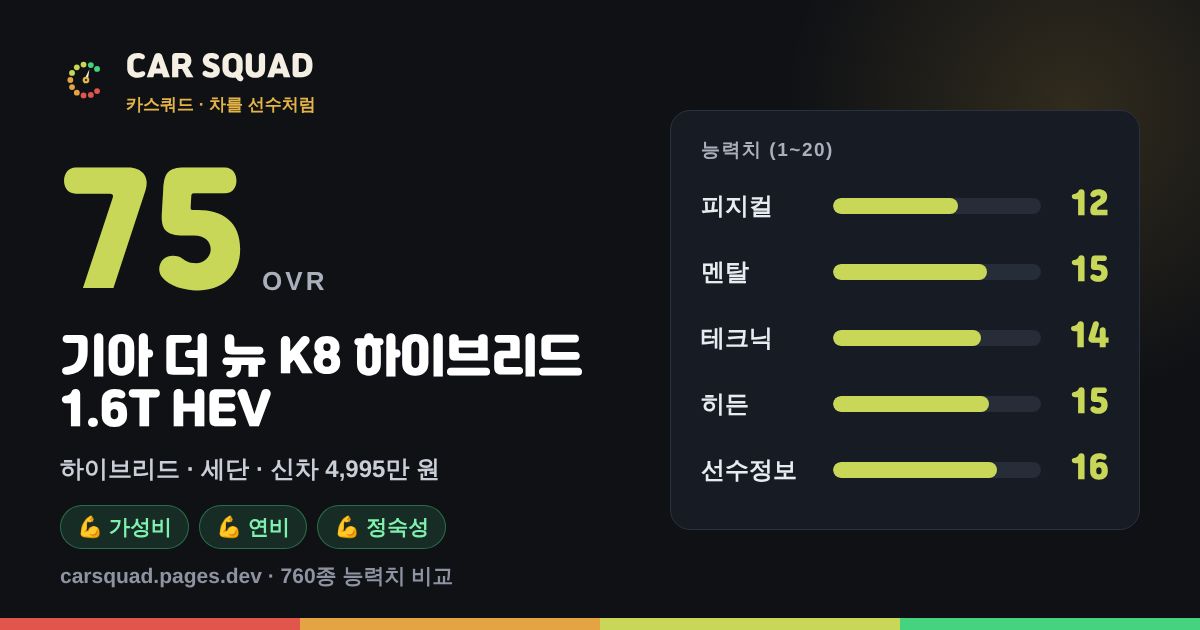 CAR SQUAD
카스쿼드 · 차를 선수처럼
75 OVR
기아 더 뉴 K8 하이브리드
1.6T HEV
하이브리드 · 세단 · 신차 4,995만 원
💪 가성비 💪 연비 💪 정숙성
carsquad.pages.dev · 760종 능력치 비교
능력치 (1~20)
피지컬 12
멘탈 15
테크닉 14
히든 15
선수정보 16